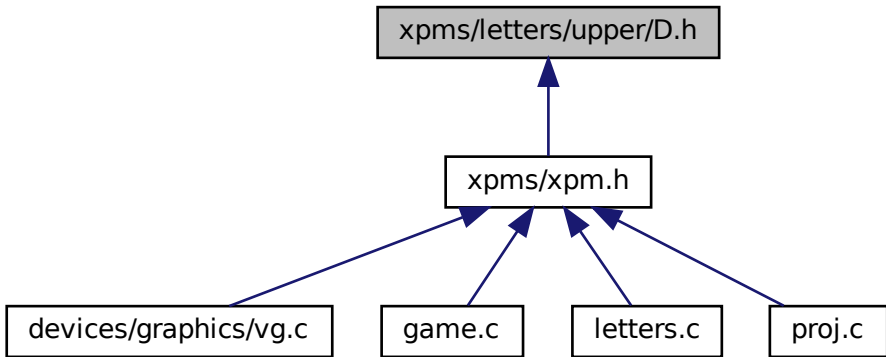 xpms/letters/upper/D.h
xpms/xpm.h
devices/graphics/vg.c
game.c
letters.c
proj.c